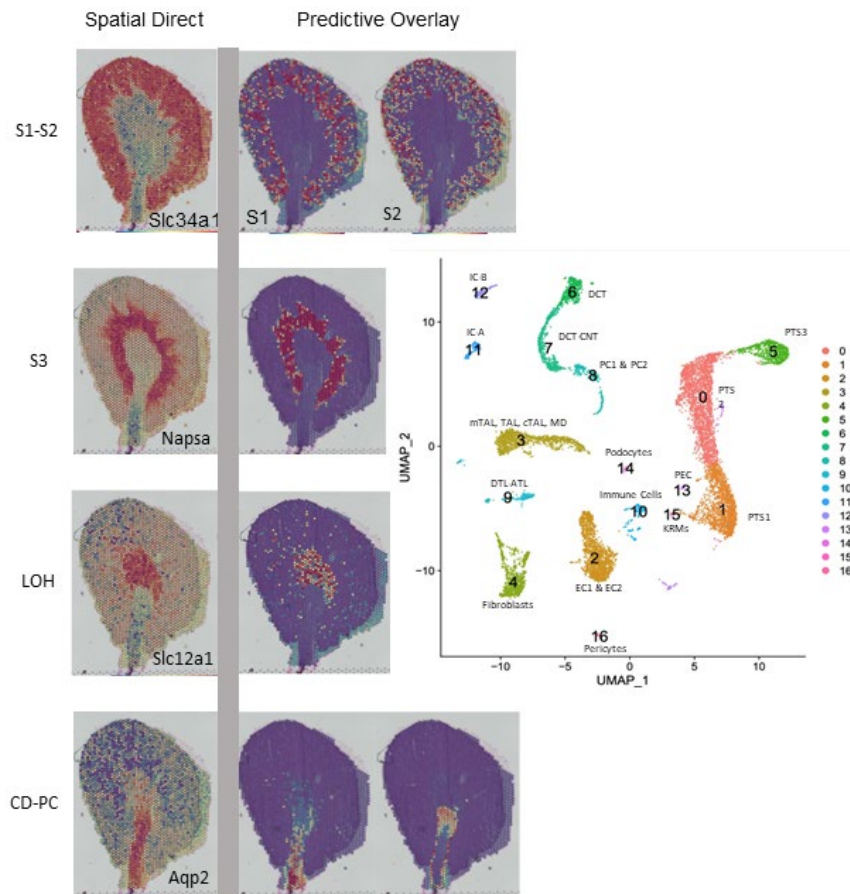 Spatial Direct
Predictive Overlay
S1-S2
Slc34a1
S1
S2
S3
Napsa
LOH
Slc12a1
CD-PC
Aqp2
IC-B
12
6
DCT
IC-A
11
DCT-CNT
7
PC1 & PC2
8
PTS3
5
0
PTS
2
mTAL, TAL, cTAL, MD
3
Podocytes
14
DTL-ATL
9
Immune Cells
10
PEC
13
15
KRMs
1
PTS1
2
EC1 & EC2
4
Fibroblasts
16
Pericytes
10
0
−10
UMAP_2
−10
−5
0
5
10
UMAP_1
0
1
2
3
4
5
6
7
8
9
10
11
12
13
14
15
16